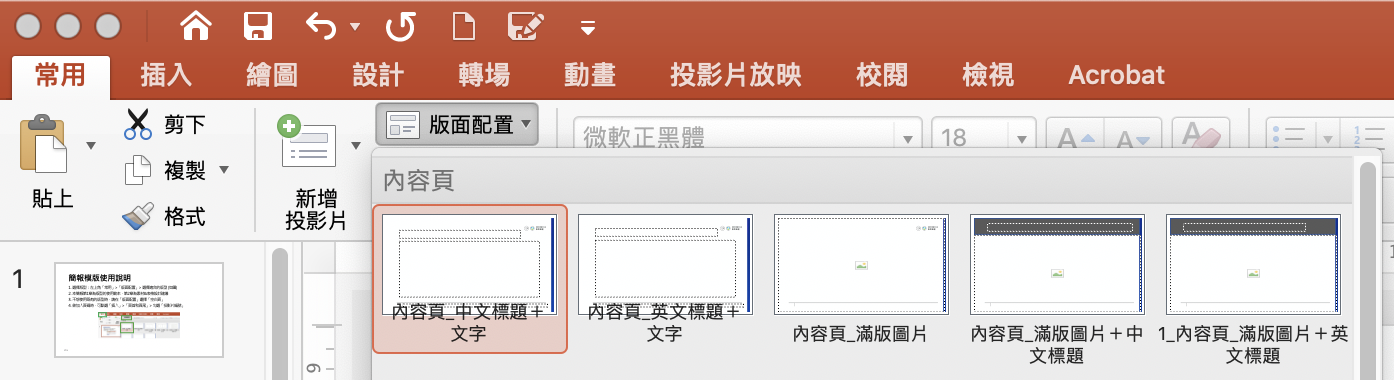 常用 插入 繪圖 設計 轉場 動畫 投影片放映 校閱 檢視 Acrobat
剪下
複製
格式
貼上
新增
投影片
版面配置
微軟正黑體 18
內容頁
內容頁_中文標題＋
文字
內容頁_英文標題＋
文字
內容頁_滿版圖片
內容頁_滿版圖片＋中
文標題
1_內容頁_滿版圖片＋英
文標題
1
簡報模版使用說明
9